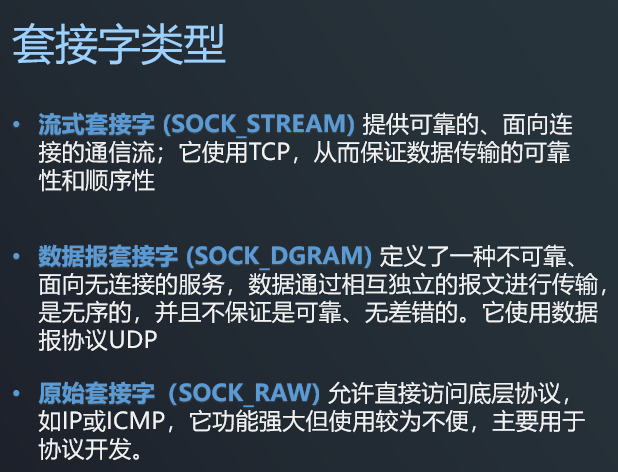 套接字类型
• 流式套接字 (SOCK_STREAM) 提供可靠的、面向连
接的通信流；它使用TCP，从而保证数据传输的可靠
性和顺序性
• 数据报套接字 (SOCK_DGRAM) 定义了一种不可靠、
面向无连接的服务，数据通过相互独立的报文进行传输，
是无序的，并且不保证是可靠、无差错的。它使用数据
报协议UDP
• 原始套接字（SOCK_RAW) 允许直接访问底层协议，
如IP或ICMP，它功能强大但使用较为不便，主要用于
协议开发。